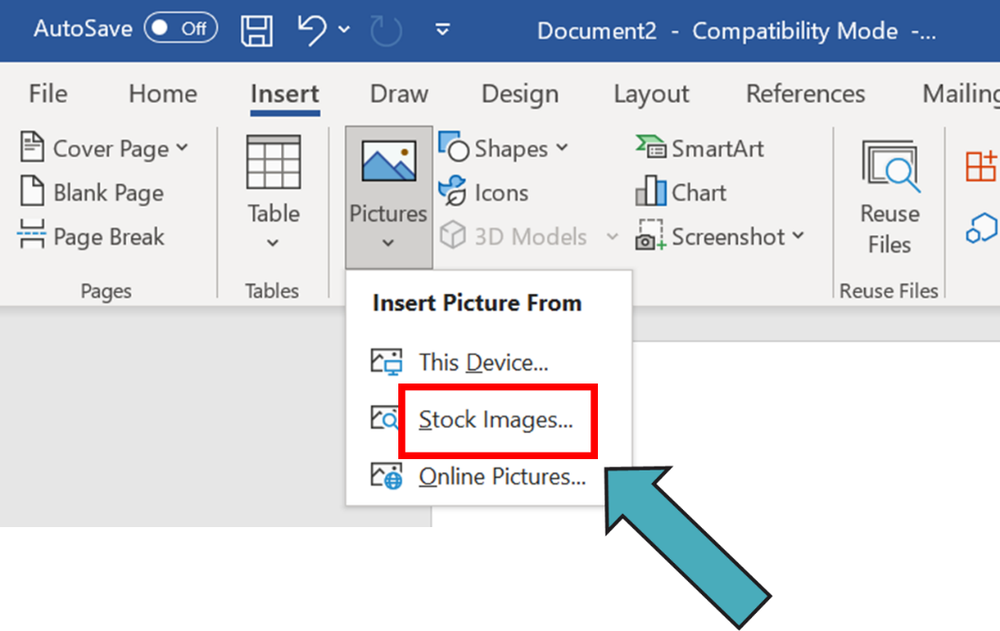 AutoSave Off Document2 - Compatibility Mode -...
File Home Insert Draw Design Layout References Mailing
Cover Page
Blank Page
Page Break
Pages
Table
Tables
Pictures
Shapes
Icons
3D Models
SmartArt
Chart
Screenshot
Reuse
Files
Reuse Files
Insert Picture From
This Device...
Stock Images...
Online Pictures...